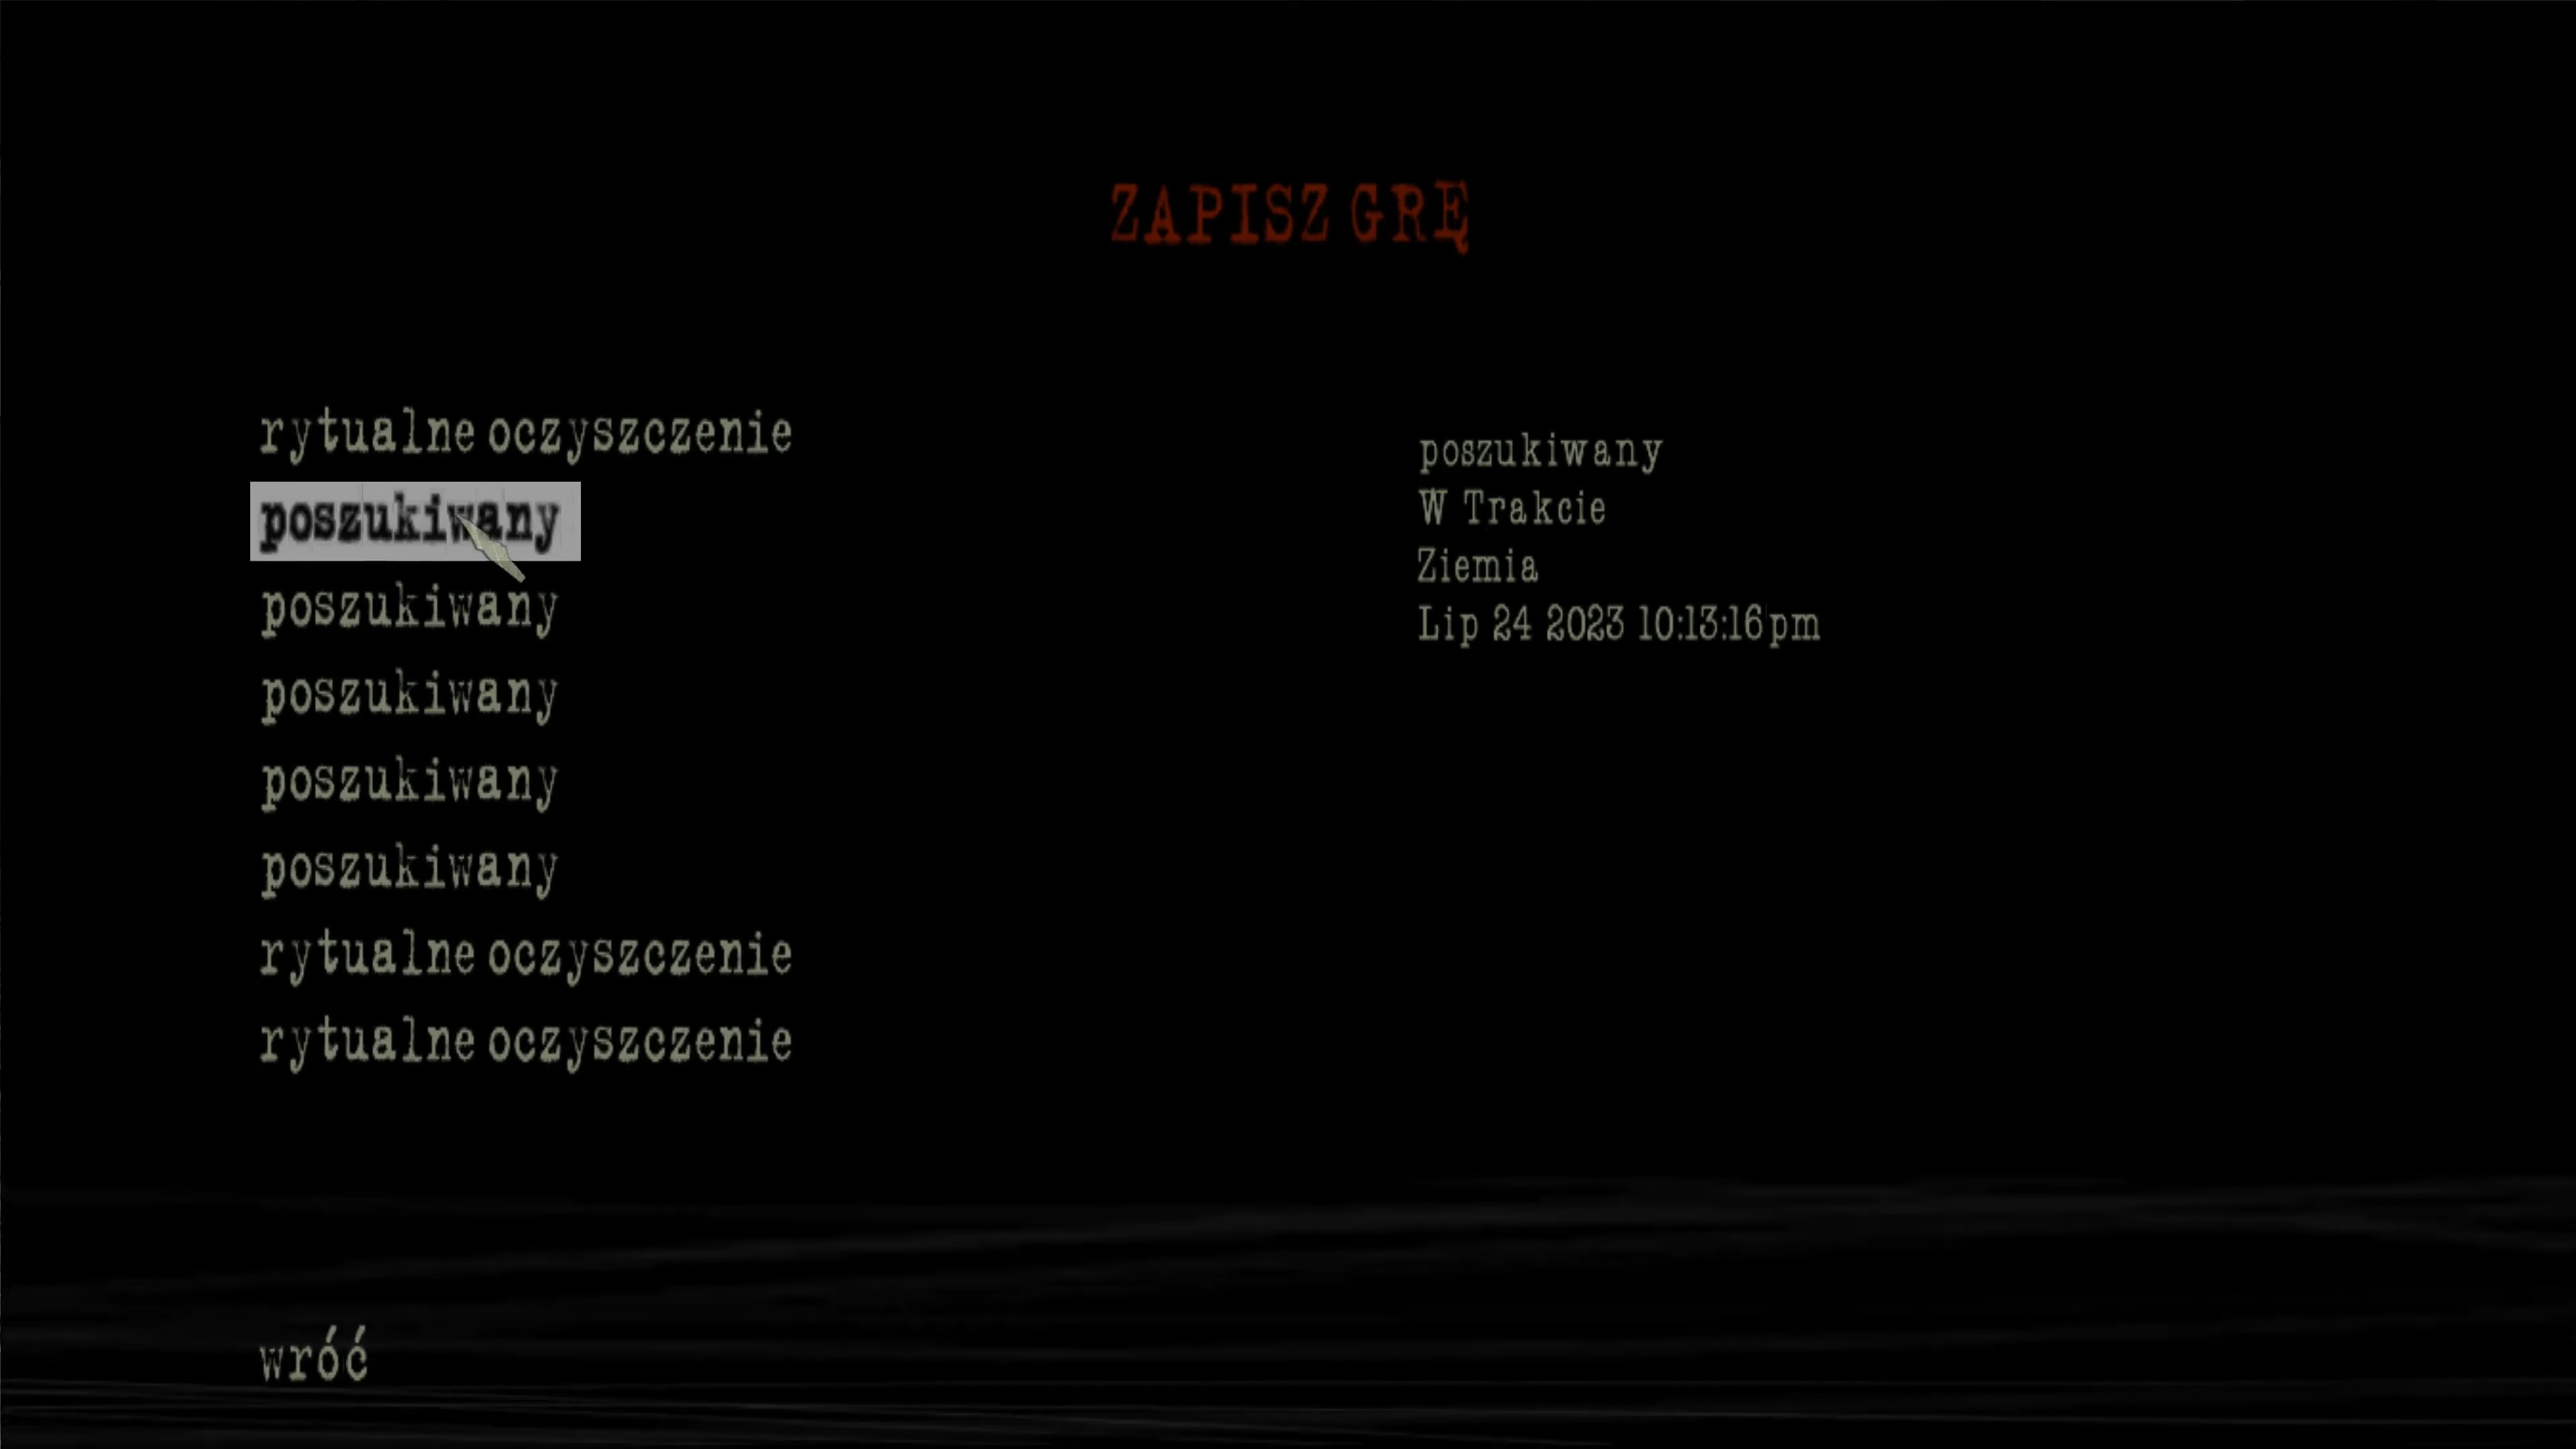 ZAPISZ GRĘ
rytualne oczyszczenie
poszukiwany
poszukiwany
poszukiwany
poszukiwany
poszukiwany
rytualne oczyszczenie
rytualne oczyszczenie
poszukiwany
W Trakcie
Ziemia
Lip 24 2023 10:13:16pm
wróć